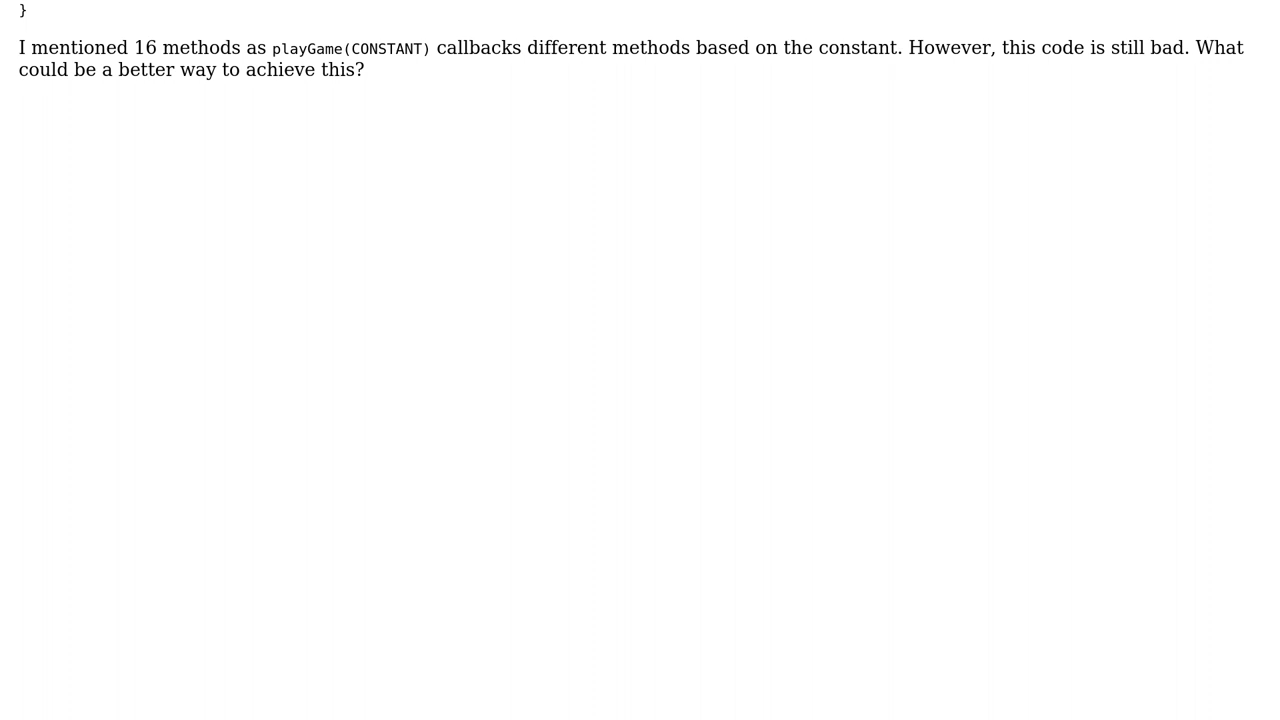 }
I mentioned 16 methods as playGame(CONSTANT) callbacks different methods based on the constant. However, this code is still bad. What
could be a better way to achieve this?